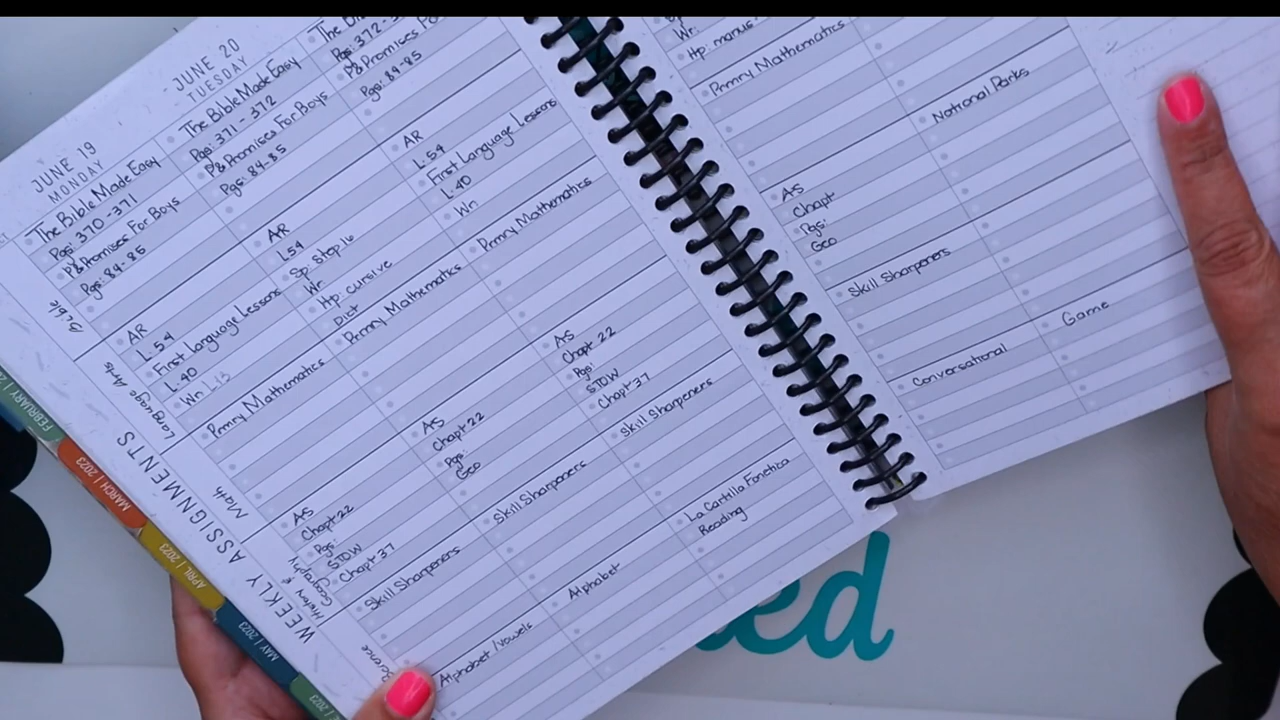 JUNE 19
MONDAY
The Bible Made Easy
Pgs: 370-371
P&Promises For Boys
Pgs: 84-85
AR
L.54
First Language Lessons
L.40
Wn L.15
Prmry Mathematics
AS
Chapt 22
Pgs:
STOW
Chapt 37
Skill Sharpeners
Alphabet/vowels
JUNE 20
TUESDAY
The Bible Made Easy
Pgs: 371 - 372
P&Promises For Boys
Pgs: 84-85
AR
L54
Sp Step 16
Wr
Hp: cursive
Dict
Prmry Mathematics
AS
Chapt 22
Pgs:
Geo
Skill Sharpeners
Alphabet
Pgs: 372-
P&Promises Fo
Pgs: 84-85
AR
L.54
First Language Lessons
L.40
Wn
Prmry Mathematics
AS
Chapt 22
Pgs:
STOW
Chapt 37
Skill Sharpeners
La Cartilla Fonetica
Reading
Wr:
Hp: manus
Prmry Mathematics
AS
Chapt
Pgs:
Geo
Skill Sharpeners
Conversational
National Parks
Game
Bible
Language Arts
Math
History &
Geography
WEEKLY ASSIGNMENTS
MARCH | 2023
APRIL | 2023
MAY | 2023